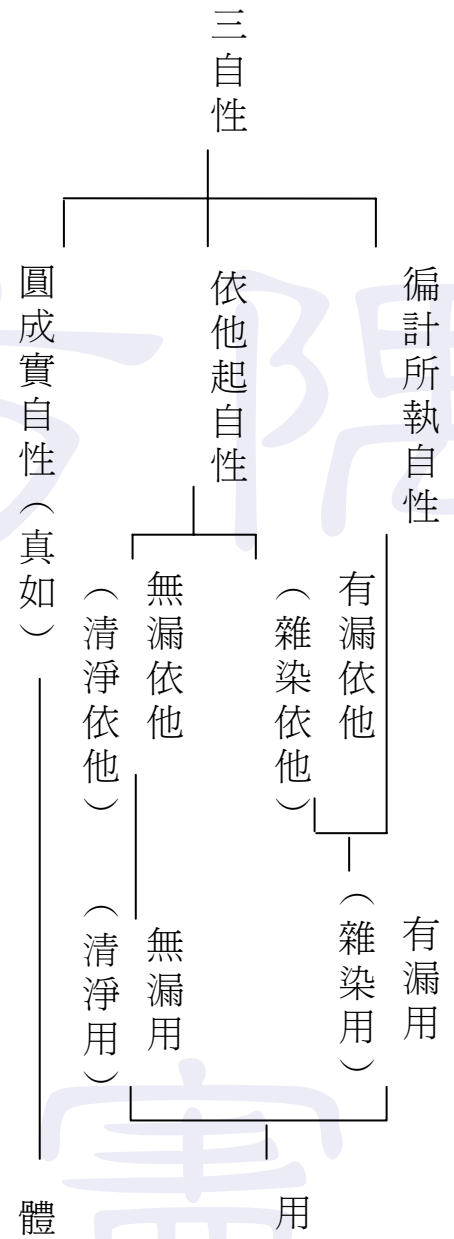 三自性
徧計所執自性
依他起自性
圓成實自性（真如）
有漏依他
（雜染依他）
無漏依他
（清淨依他）
有漏用
（雜染用）
無漏用
（清淨用）
用
體